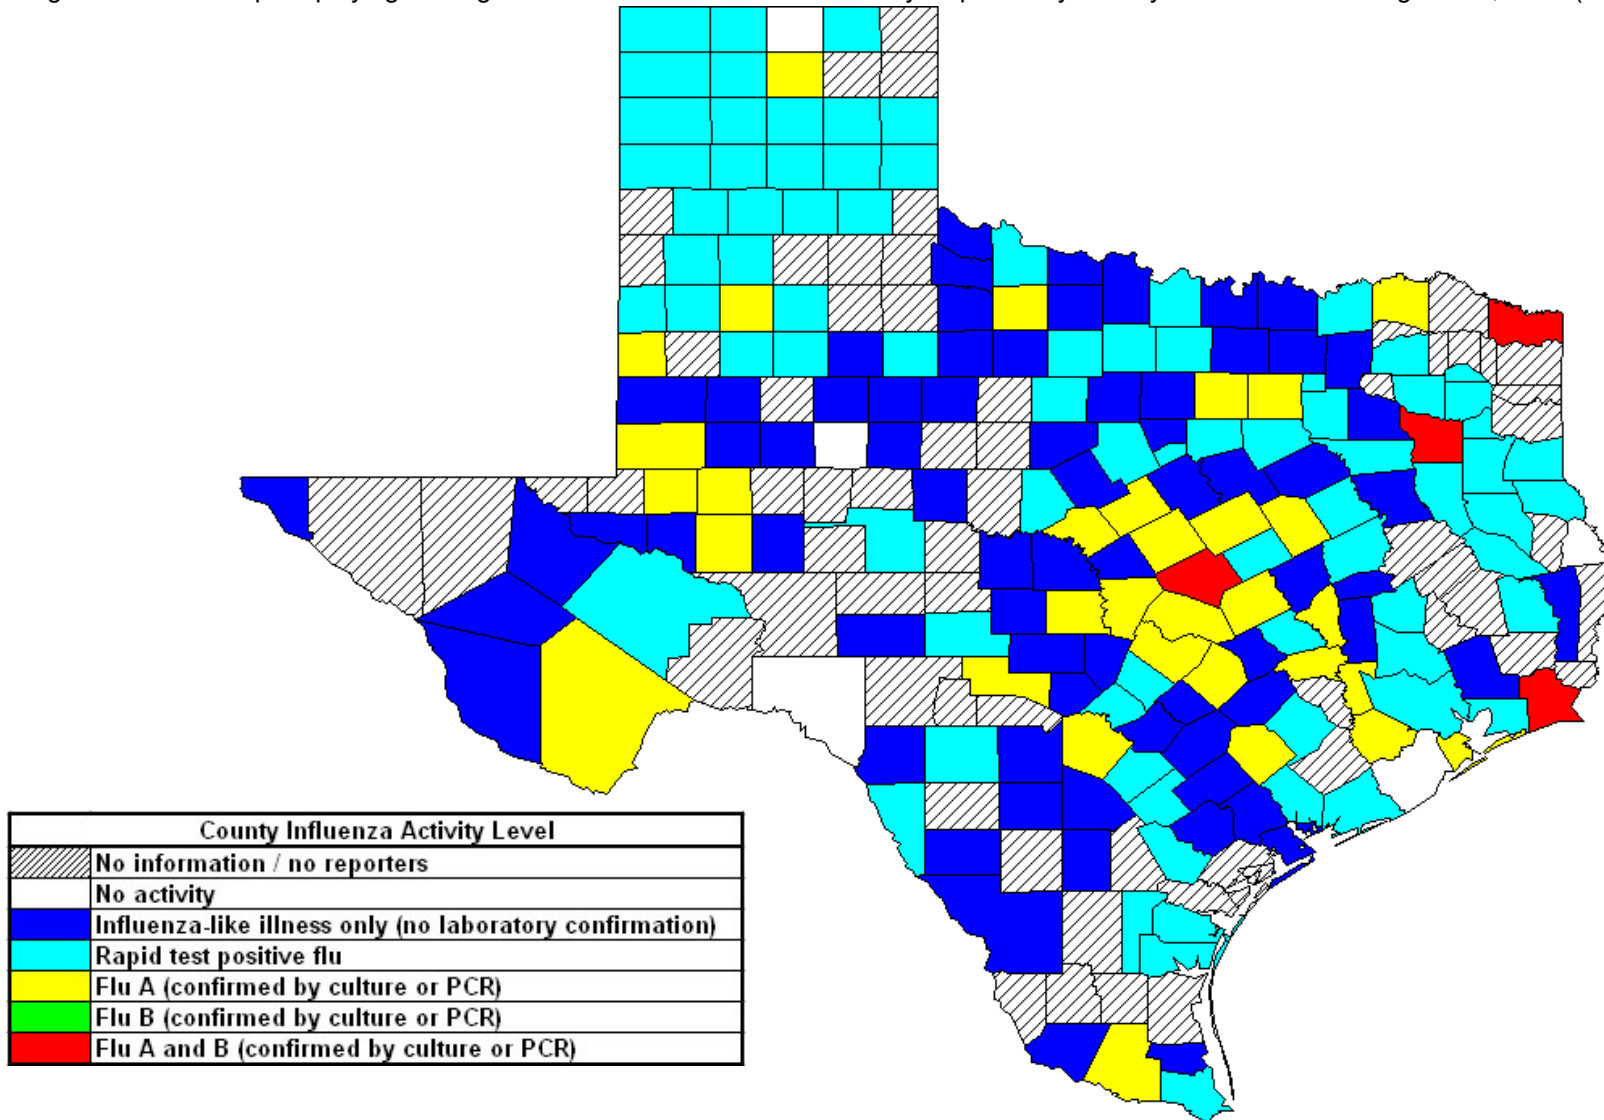 County Influenza Activity Level
No information / no reporters
No activity
Influenza-like illness only (no laboratory confirmation)
Rapid test positive flu
Flu A (confirmed by culture or PCR)
Flu B (confirmed by culture or PCR)
Flu A and B (confirmed by culture or PCR)